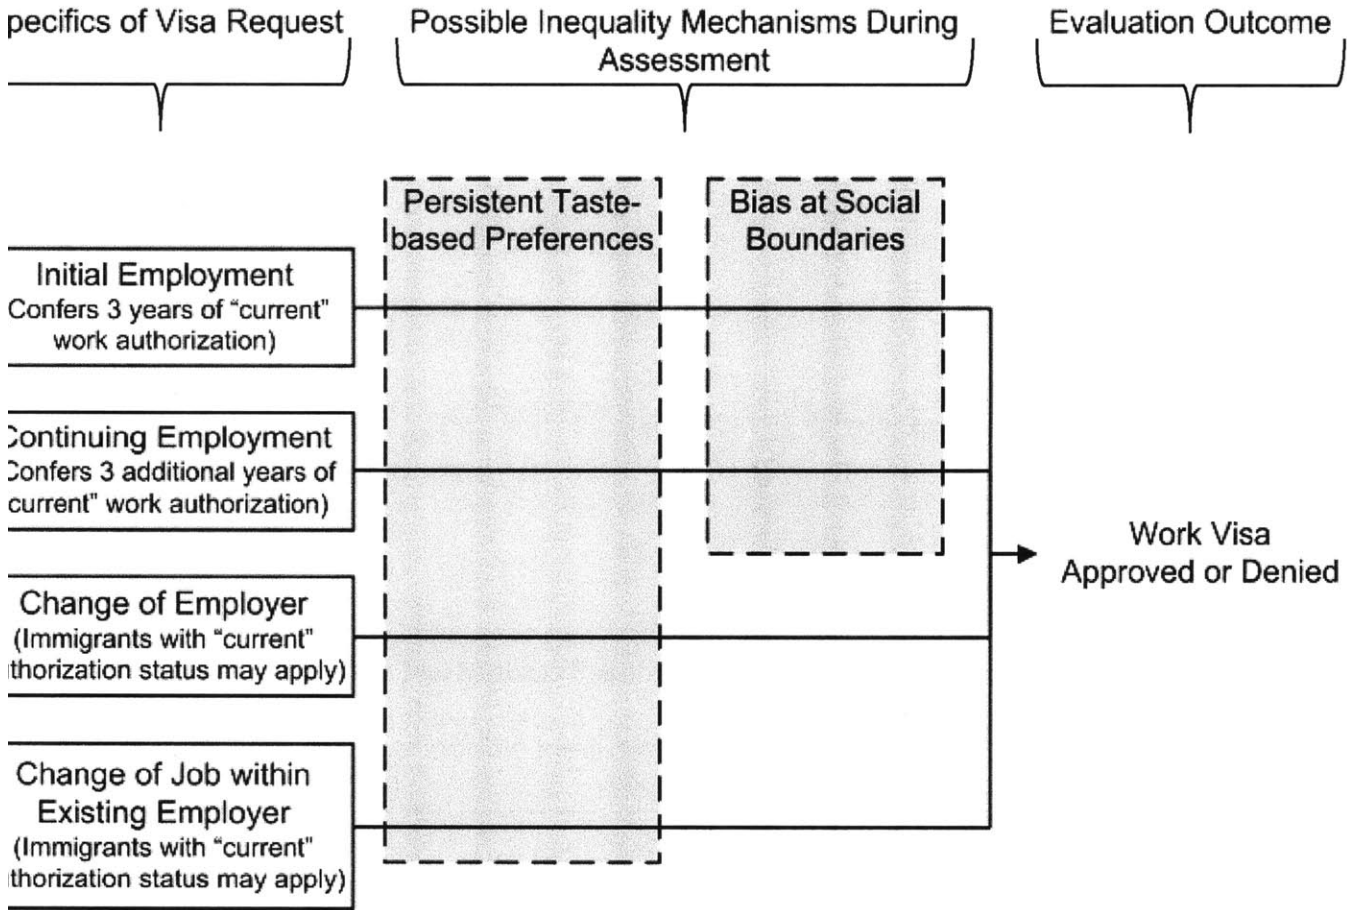 pecifics of Visa Request
Possible Inequality Mechanisms During
Assessment
Evaluation Outcome
Persistent Taste-
based Preferences
Bias at Social
Boundaries
Initial Employment
Confers 3 years of “current”
work authorization)
Continuing Employment
Confers 3 additional years of
current” work authorization)
Change of Employer
(Immigrants with “current”
thorization status may apply)
Change of Job within
Existing Employer
(Immigrants with “current”
thorization status may apply)
Work Visa
Approved or Denied